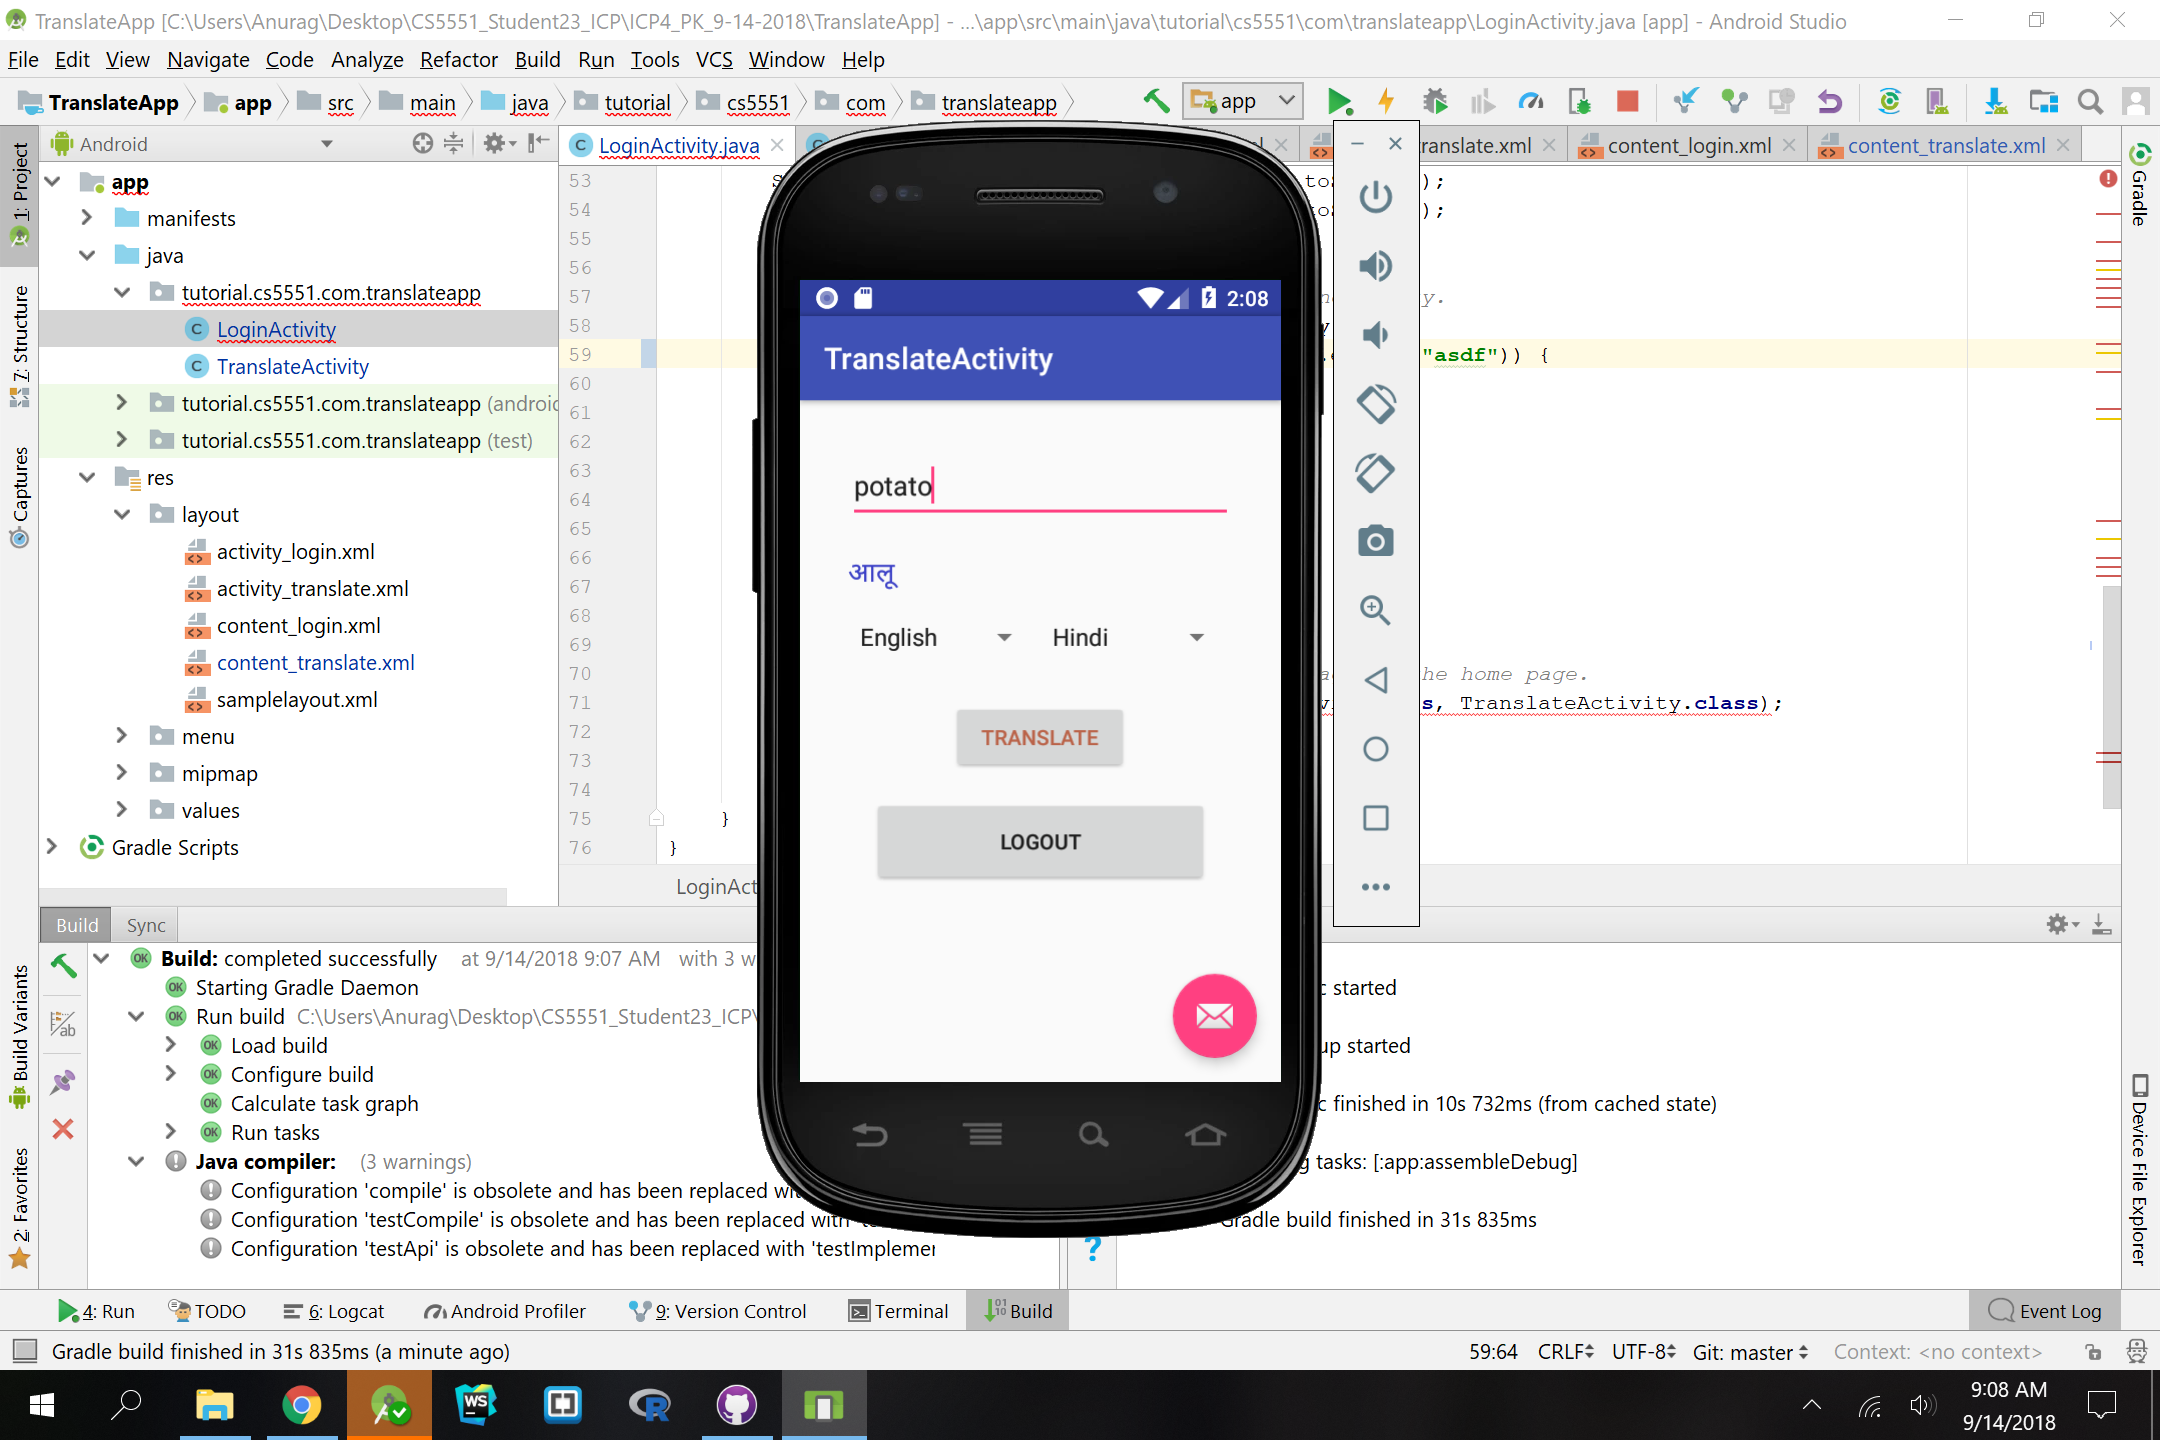 TranslateApp [C:\Users\Anurag\Desktop\CS5551_Student23_ICP\ICP4_PK_9-14-2018\TranslateApp] - ...\app\src\main\java\tutorial\cs5551\com\translateapp\LoginActivity.java [app] - Android Studio
File Edit View Navigate Code Analyze Refactor Build Run Tools VCS Window Help
TranslateApp app src main java tutorial cs5551 com translateapp app
1: Project
7: Structure
Captures
Build Variants
2: Favorites
Android
app
manifests
java
tutorial.cs5551.com.translateapp
LoginActivity
TranslateActivity
tutorial.cs5551.com.translateapp (androi
tutorial.cs5551.com.translateapp (test)
res
layout
activity_login.xml
activity_translate.xml
content_login.xml
content_translate.xml
samplelayout.xml
menu
mipmap
values
Gradle Scripts
LoginActivity.java ranslate.xml content_login.xml content_translate.xml
53 );
54 );
55
56
57 y.
58
59 "asdf")) {
60
61
62
63
64
65
66
67
68
69
70 he home page.
71 s, TranslateActivity.class);
72
73
74
75 }
76 }
LoginAct
2:08
TranslateActivity
potato
आलू
English Hindi
TRANSLATE
LOGOUT
Gradle
Device File Explorer
Build Sync
Build: completed successfully at 9/14/2018 9:07 AM with 3 w
Starting Gradle Daemon
Run build C:\Users\Anurag\Desktop\CS5551_Student23_ICP\
Load build
Configure build
Calculate task graph
Run tasks
Java compiler: (3 warnings)
Configuration 'compile' is obsolete and has been replaced wi
Configuration 'testCompile' is obsolete and has been replaced with
Configuration 'testApi' is obsolete and has been replaced with 'testImplemen
c started
up started
c finished in 10s 732ms (from cached state)
g tasks: [:app:assembleDebug]
Gradle build finished in 31s 835ms
4: Run TODO 6: Logcat Android Profiler 9: Version Control Terminal Build Event Log
Gradle build finished in 31s 835ms (a minute ago) 59:64 CRLF UTF-8 Git: master Context: <no context>
WS R
9:08 AM
9/14/2018